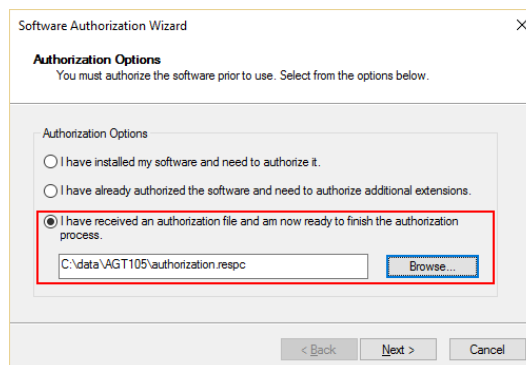 Software Authorization Wizard
Authorization Options
You must authorize the software prior to use. Select from the options below.
Authorization Options
I have installed my software and need to authorize it.
I have already authorized the software and need to authorize additional extensions.
I have received an authorization file and am now ready to finish the authorization
process.
C:\data\AGT105\authorization.respc
Browse...
< Back
Next >
Cancel